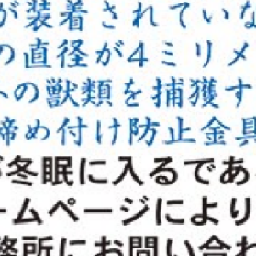 が装着されていな
の直径が4ミリメ
外の獣類を捕獲す
締め付け防止金具
が冬眠に入るであ
ームページにより
務所にお問い合わ